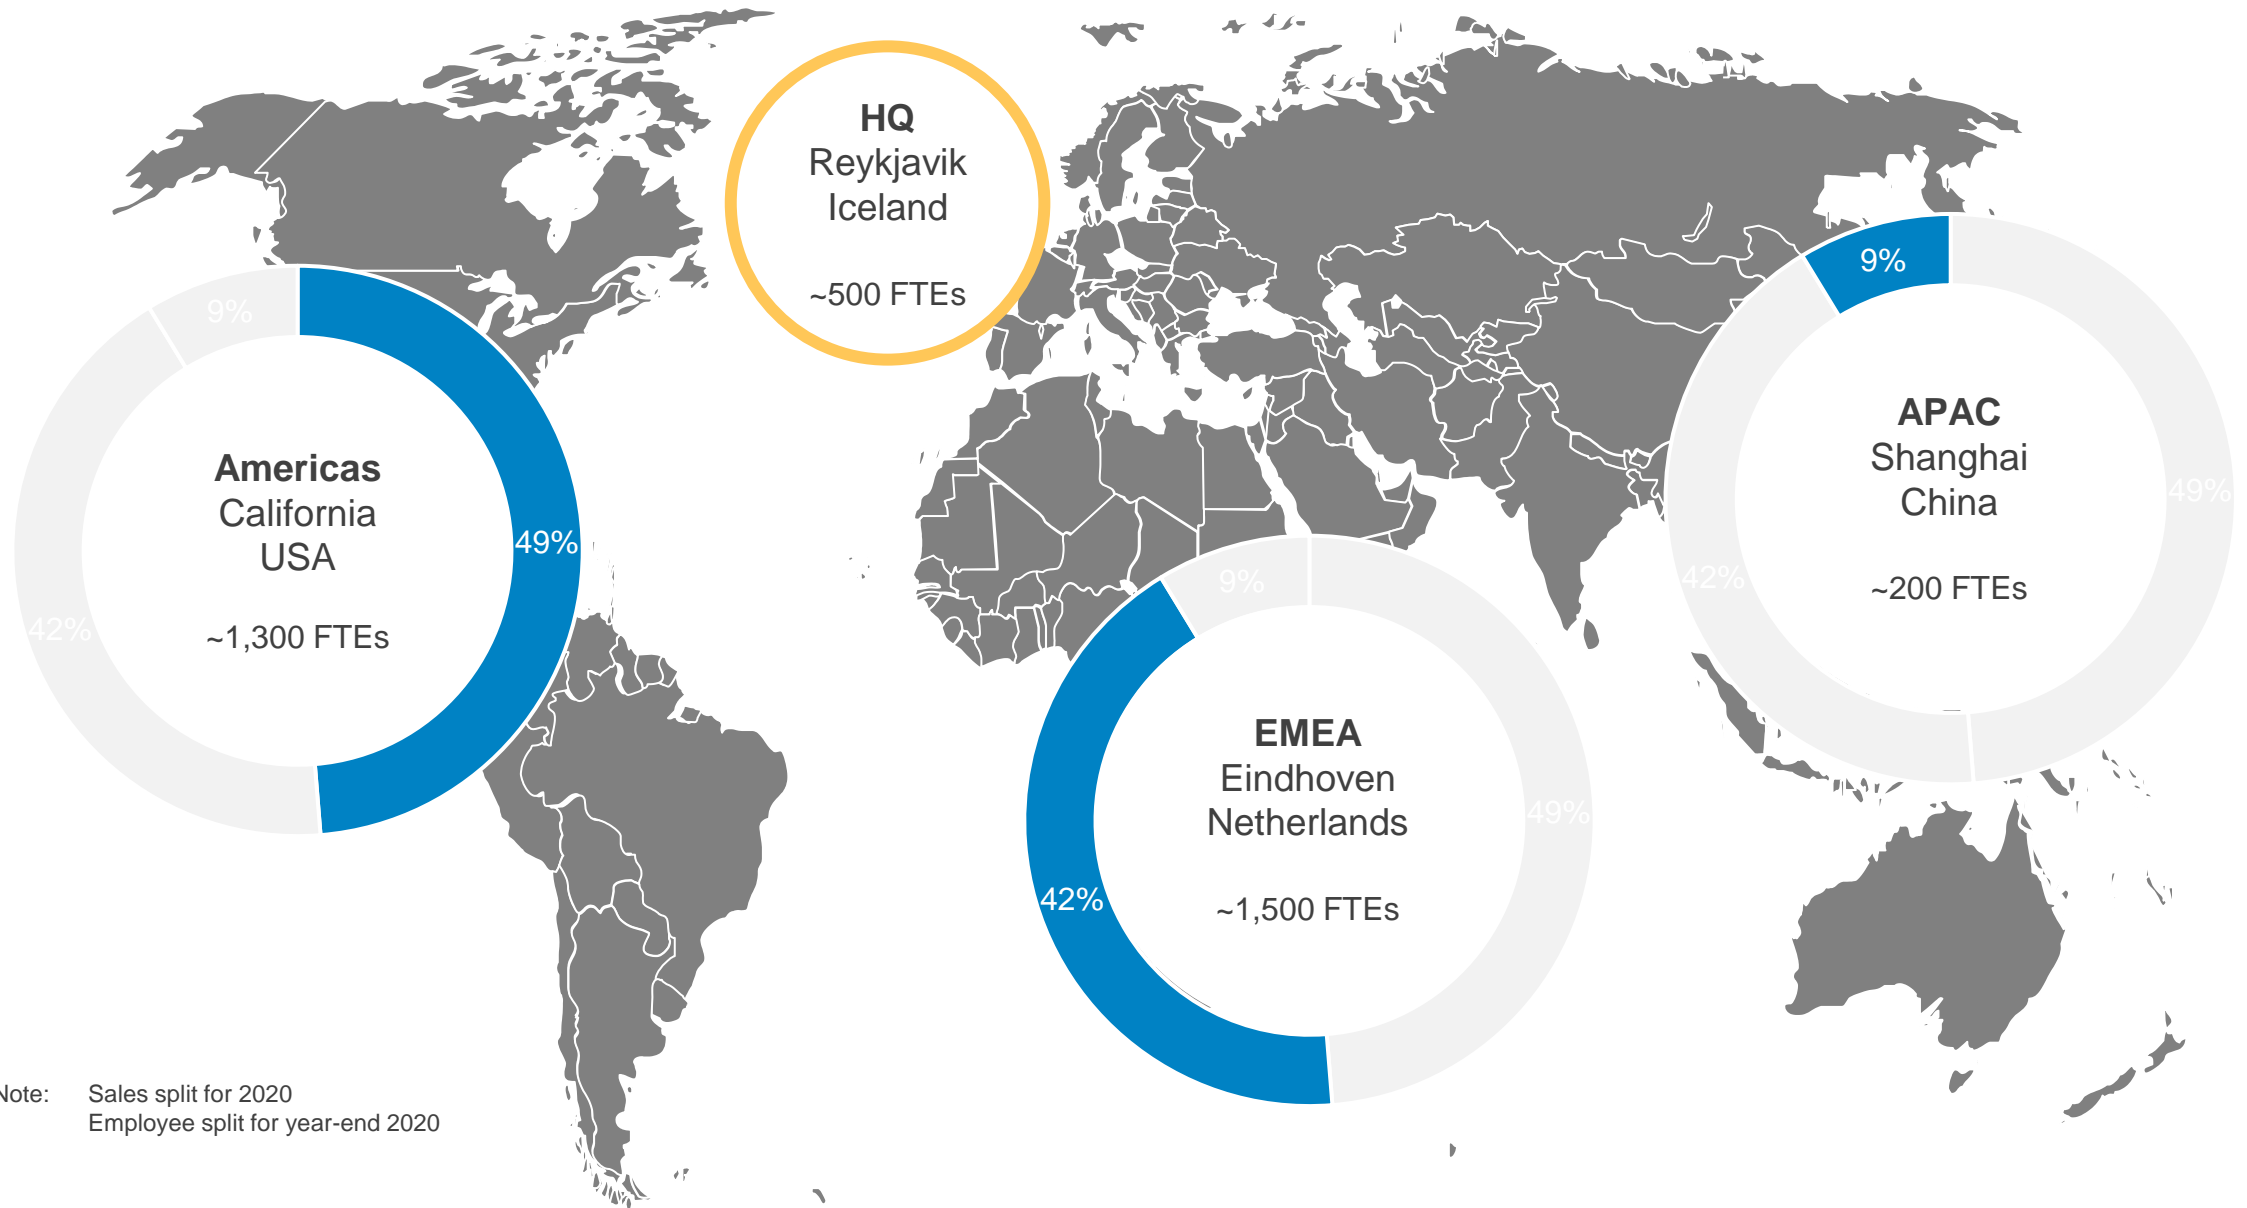 HQ
Reykjavik
Iceland
~500 FTEs
9%
49%
42%
Americas
California
USA
~1,300 FTEs
9%
49%
42%
APAC
Shanghai
China
~200 FTEs
9%
49%
42%
EMEA
Eindhoven
Netherlands
~1,500 FTEs
Note: Sales split for 2020
Employee split for year-end 2020